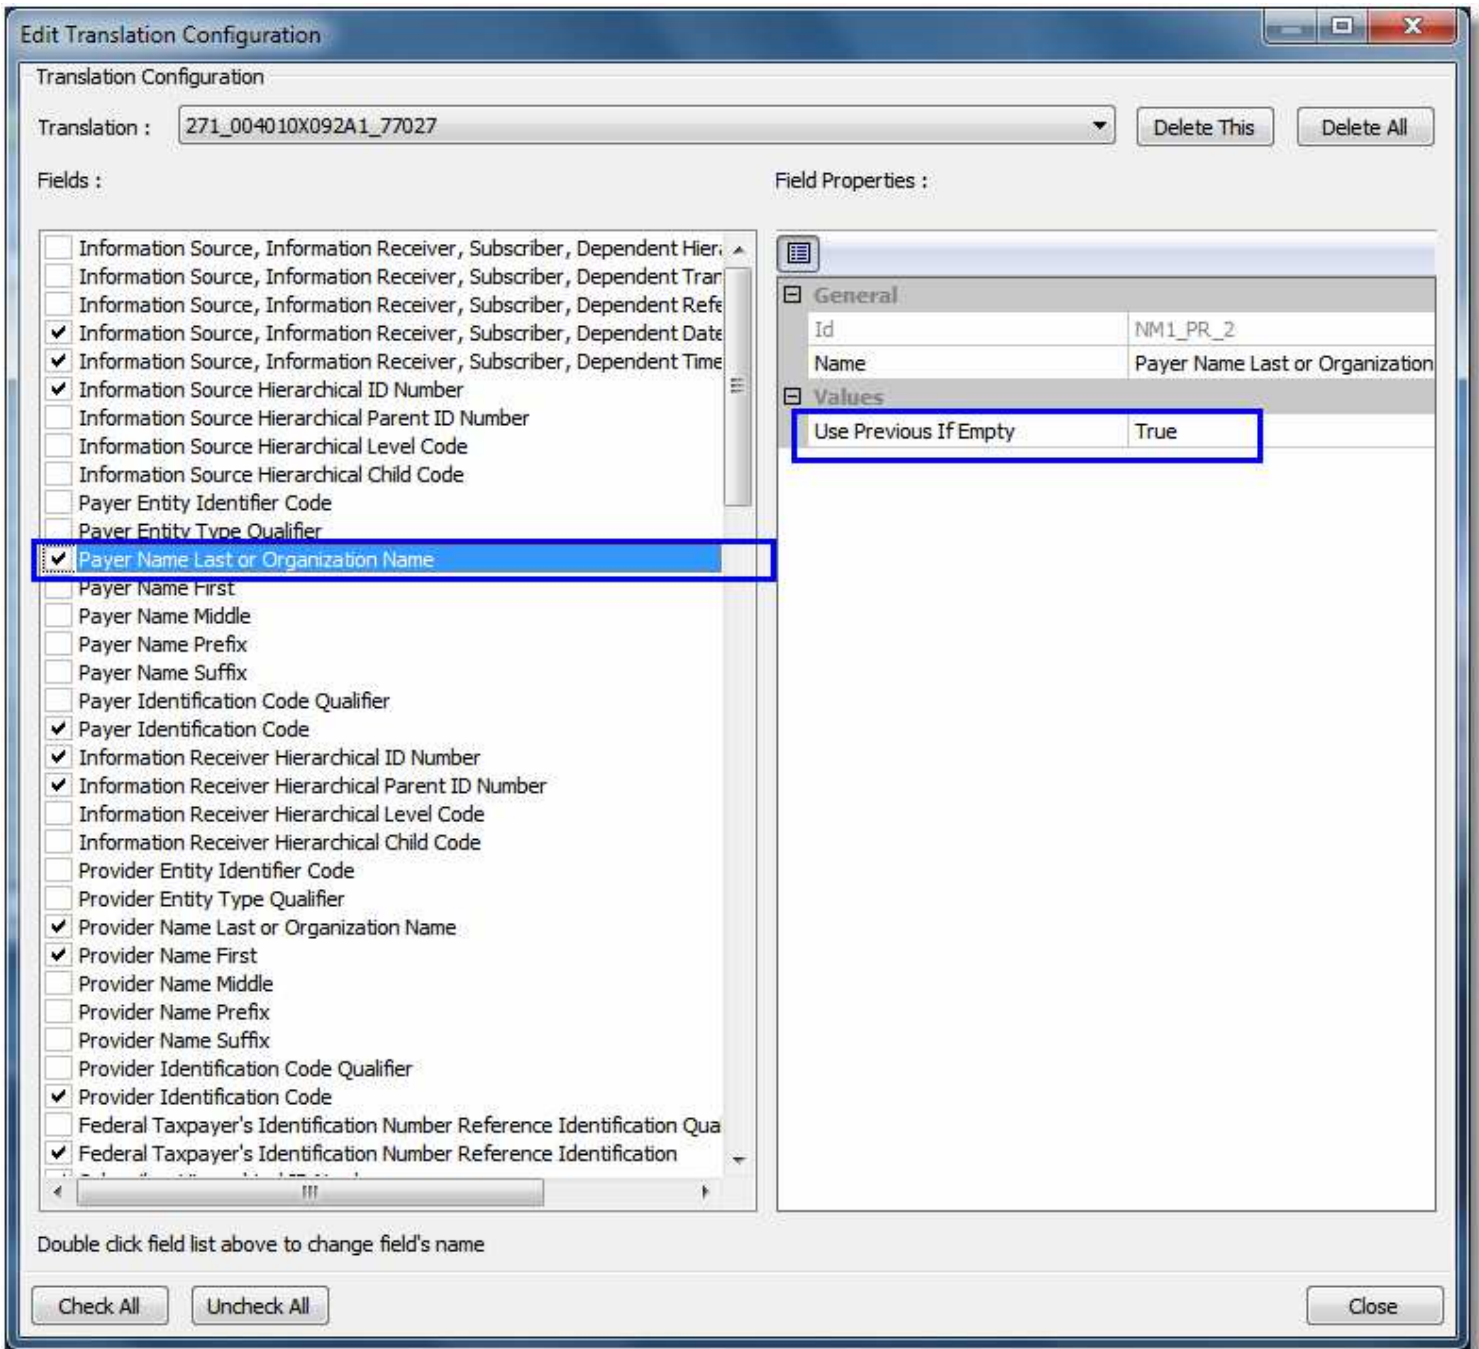 Edit Translation Configuration
Translation Configuration
Translation :
271_004010X092A1_77027
Delete This
Delete All
Fields :
Field Properties :
Information Source, Information Receiver, Subscriber, Dependent Hier
Information Source, Information Receiver, Subscriber, Dependent Tran
Information Source, Information Receiver, Subscriber, Dependent Refe
Information Source, Information Receiver, Subscriber, Dependent Date
Information Source, Information Receiver, Subscriber, Dependent Time
Information Source Hierarchical ID Number
Information Source Hierarchical Parent ID Number
Information Source Hierarchical Level Code
Information Source Hierarchical Child Code
Payer Entity Identifier Code
Payer Entity Type Qualifier
Payer Name Last or Organization Name
Payer Name First
Payer Name Middle
Payer Name Prefix
Payer Name Suffix
Payer Identification Code Qualifier
Payer Identification Code
Information Receiver Hierarchical ID Number
Information Receiver Hierarchical Parent ID Number
Information Receiver Hierarchical Level Code
Information Receiver Hierarchical Child Code
Provider Entity Identifier Code
Provider Entity Type Qualifier
Provider Name Last or Organization Name
Provider Name First
Provider Name Middle
Provider Name Prefix
Provider Name Suffix
Provider Identification Code Qualifier
Provider Identification Code
Federal Taxpayer's Identification Number Reference Identification Qua
Federal Taxpayer's Identification Number Reference Identification
General
Id NM1_PR_2
Name Payer Name Last or Organization
Values
Use Previous If Empty True
Double click field list above to change field's name
Check All
Uncheck All
Close